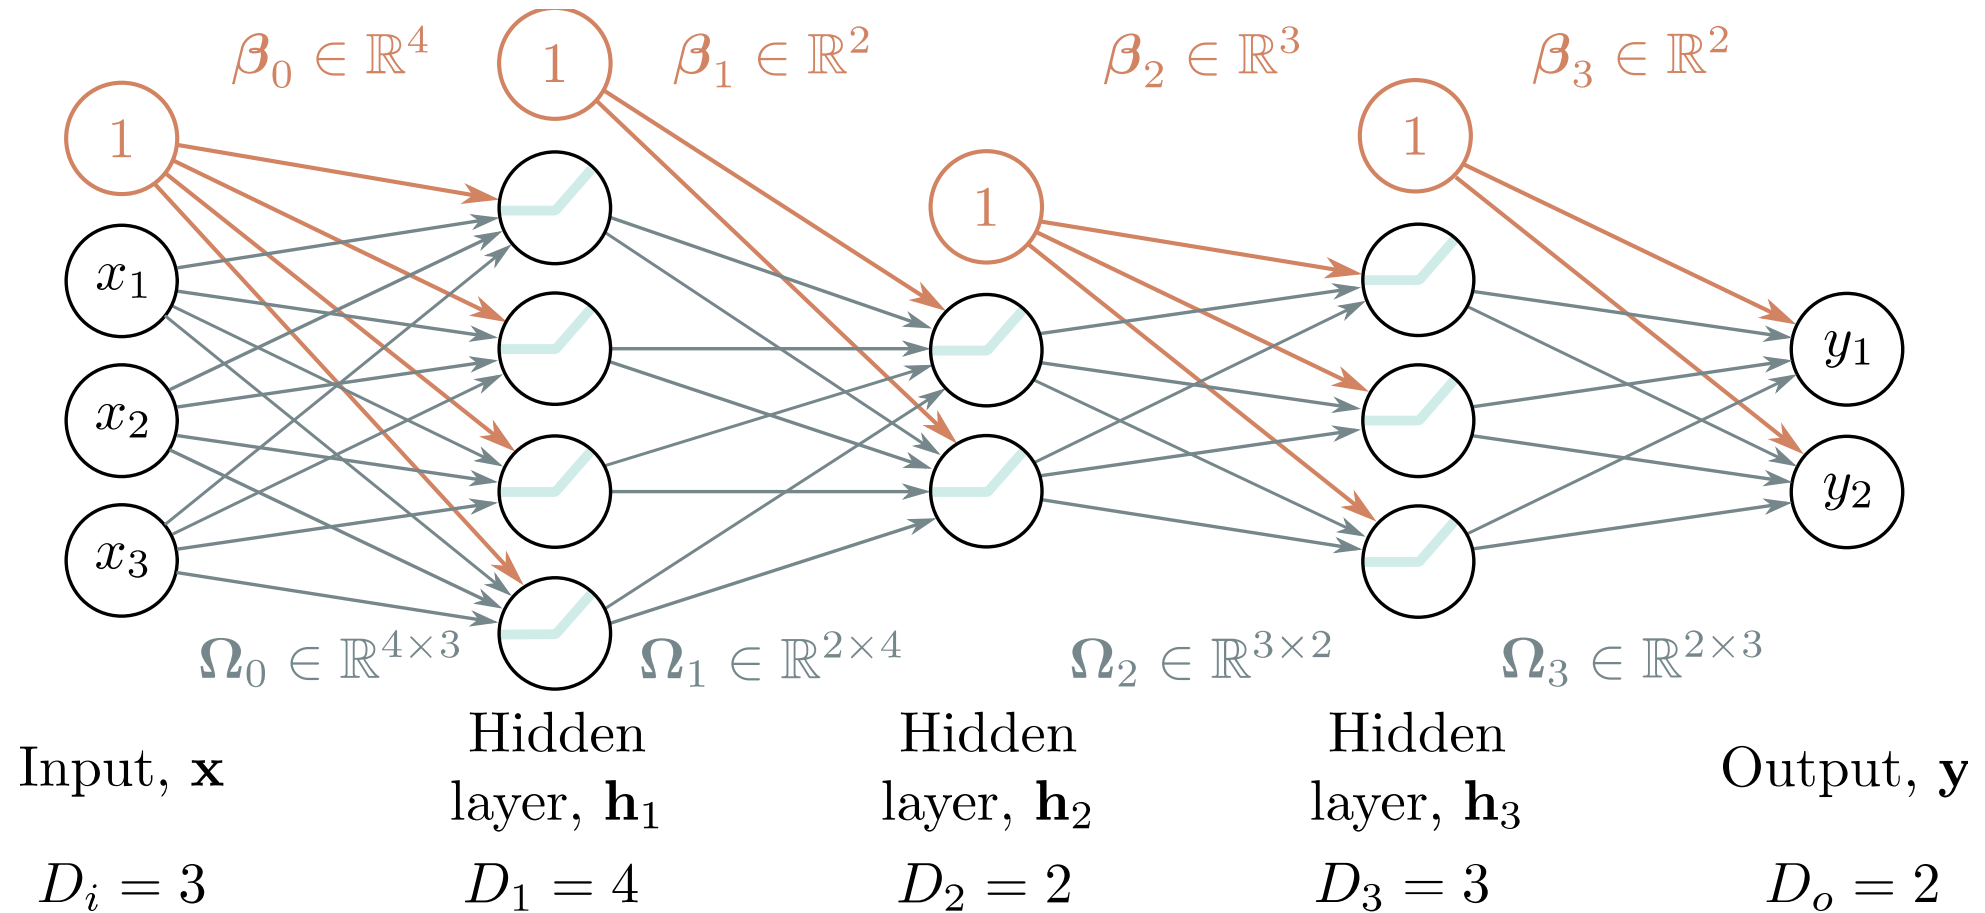 𝜷₀ ∈ ℝ⁴
𝜷₁ ∈ ℝ²
𝜷₂ ∈ ℝ³
𝜷₃ ∈ ℝ²
1
1
1
1
x₁
x₂
x₃
y₁
y₂
𝛀₀ ∈ ℝ⁴ˣ³
𝛀₁ ∈ ℝ²ˣ⁴
𝛀₂ ∈ ℝ³ˣ²
𝛀₃ ∈ ℝ²ˣ³
Input, 𝐱
Hidden
layer, 𝐡₁
Hidden
layer, 𝐡₂
Hidden
layer, 𝐡₃
Output, 𝐲
Dᵢ = 3
D₁ = 4
D₂ = 2
D₃ = 3
Dₒ = 2